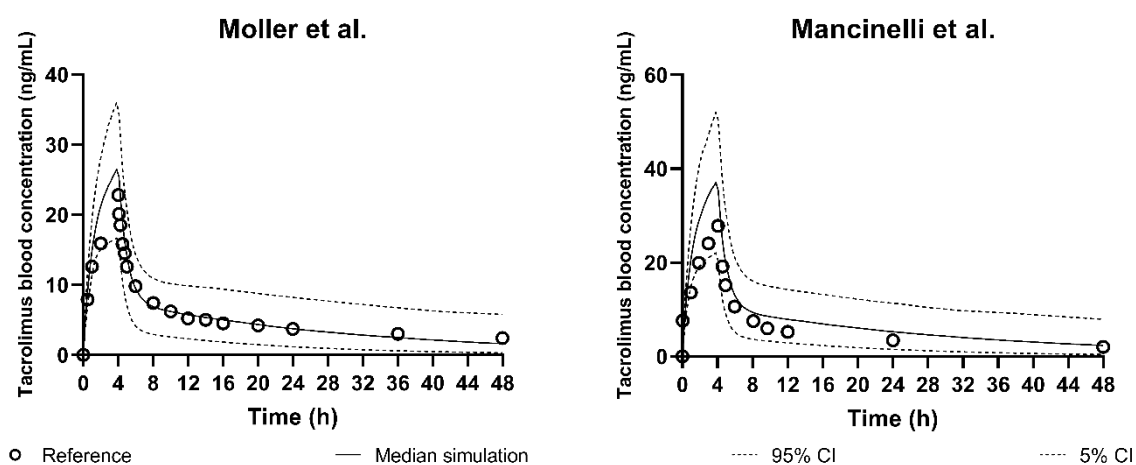 Moller et al.
Tacrolimus blood concentration (ng/mL)
40
30
20
10
0
0 4 8 12 16 20 24 28 32 36 40 44 48
Time (h)
Mancinelli et al.
Tacrolimus blood concentration (ng/mL)
60
40
20
0
0 4 8 12 16 20 24 28 32 36 40 44 48
Time (h)
Reference
Median simulation
95% CI
5% CI